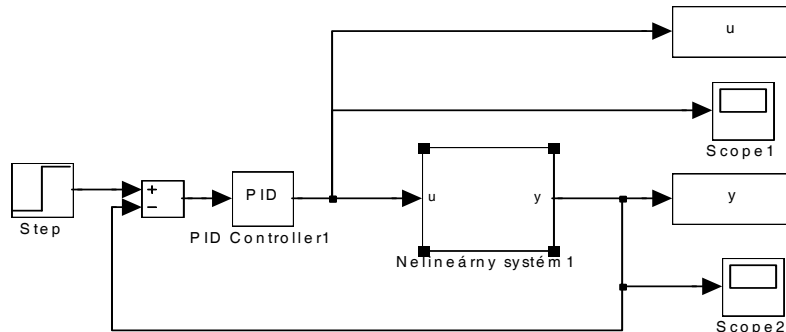 u
Scope1
+
−
PID
u
y
y
Step
PID Controller1
Nelineárny systém1
Scope2